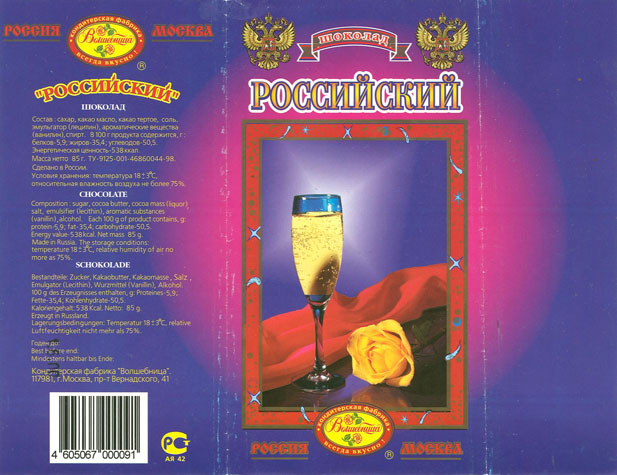 РОССИЯ
кондитерская фабрика
Волшебница
всегда вкусно!
МОСКВА
®
"РОССИЙСКИЙ"
ШОКОЛАД
Состав: сахар, какао масло, какао тертое, соль,
эмульгатор (лецитин), ароматические вещества
(ванилин), спирт. В 100 г продукта содержится, г:
белков-5,9; жиров-35,4; углеводов-50,5.
Энергетическая ценность-538 ккал.
Масса нетто 85 г. ТУ-9125-001-46860044-98.
Сделано в России.
Условия хранения: температура 18±3°C,
относительная влажность воздуха не более 75%.
CHOCOLATE
Composition: sugar, cocoa butter, cocoa mass (liquor)
salt, emulsifier (lecithin), aromatic substances
(vanillin), alcohol. Each 100 g of product contains, g:
protein-5,9; fat-35,4; carbohydrate-50,5.
Energy value-538 kcal. Net mass 85 g.
Made in Russia. The storage conditions:
temperature 18±3°C, relative humidity of air no
more as 75%.
SCHOKOLADE
Bestandteile: Zucker, Kakaobutter, Kakaomasse, Salz,
Emulgator (Lecithin), Wurzmittel (Vanillin), Alkohol.
100 g des Erzeugnisses enthalten, g: Proteines-5,9;
Fette-35,4; Kohlenhydrate-50,5.
Kaloriengehalt: 538 Kcal. Netto: 85 g.
Erzeugt in Russland.
Lagerungsbedingungen: Temperatur 18±3°C, relative
Luftfeuchtigkeit nicht mehr als 75%.
Годен
Best before end:
Mindestens haltbar bis Ende:
Кондитерская фабрика "Волшебница".
117981, г.Москва, пр-т Вернадского, 41
4 605067 000091
РСТ
АЯ 42
ШОКОЛАД
РОССИЙСКИЙ
кондитерская фабрика
Волшебница
всегда вкусно!
®
РОССИЯ
МОСКВА